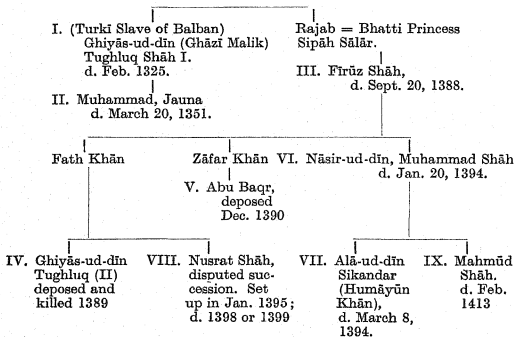 I. (Turkī Slave of Balban)
Ghiyās-ud-dīn (Ghāzī Malik)
Tughluq Shāh I.
d. Feb. 1325.
Rajab = Bhatti Princess
Sipāh Sālār.
II. Muhammad, Jauna
d. March 20, 1351.
III. Fīrūz Shāh,
d. Sept. 20, 1388.
Fath Khān
Zāfar Khān
VI. Nāsir-ud-dīn, Muhammad Shāh
d. Jan. 20, 1394.
V. Abu Baqr,
deposed
Dec. 1390
IV. Ghiyas-ud-dīn
Tughluq (II)
deposed and
killed 1389
VIII. Nusrat Shāh,
disputed suc-
cession. Set
up in Jan. 1395;
d. 1398 or 1399
VII. Alā-ud-dīn
Sikandar
(Humāyūn
Khān),
d. March 8,
1394.
IX. Mahmūd
Shāh.
d. Feb.
1413